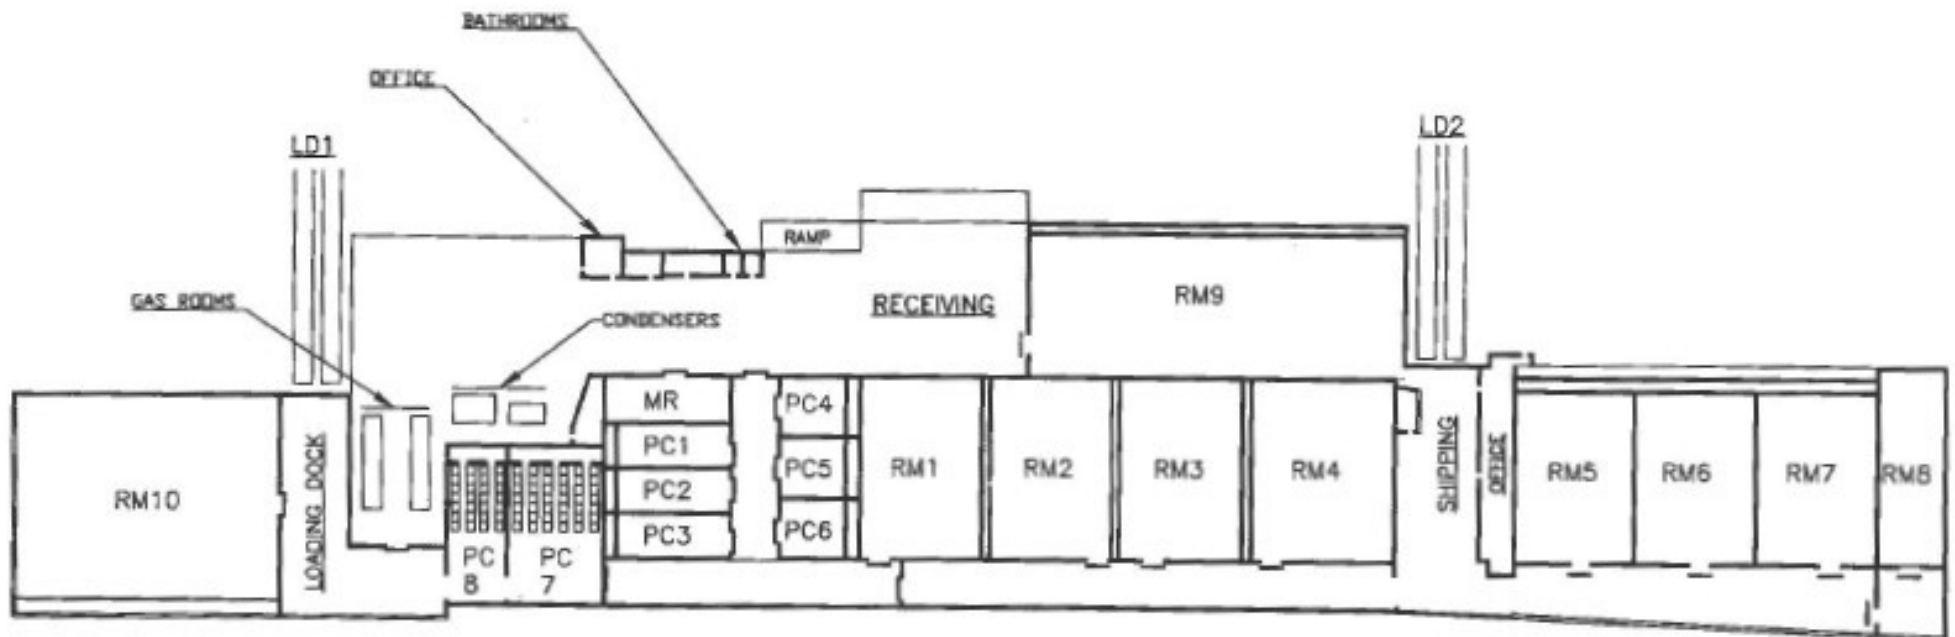 BATHROOMS
OFFICE
LD1
LD2
RAMP
GAS ROOMS
CONDENSERS
RECEIVING
RM9
MR
PC1
PC2
PC3
PC4
PC5
PC6
RM1
RM2
RM3
RM4
SHIPPING
OFFICE
RM5
RM6
RM7
RM8
RM10
LOADING DOCK
PC
8
PC
7